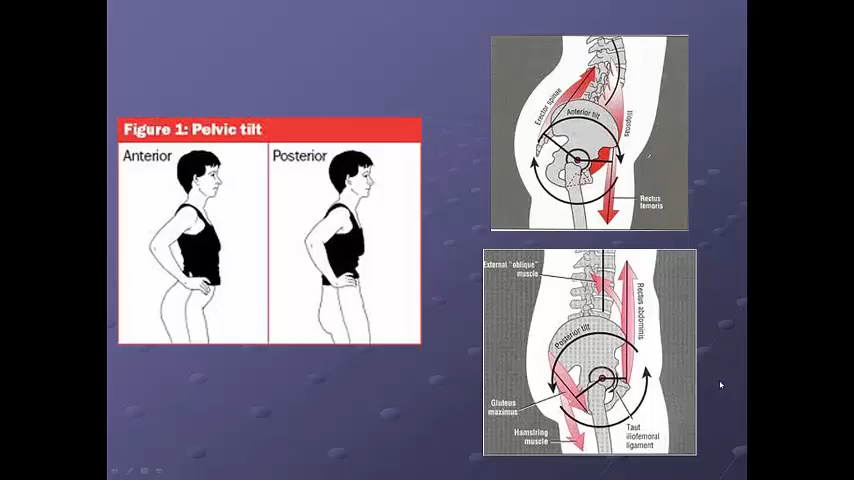 Figure 1: Pelvic tilt
Anterior
Posterior
Erector spinae
Anterior tilt
Iliopsoas
Rectus
femoris
External "oblique"
muscle
Rectus abdominis
Posterior tilt
Gluteus
maximus
Hamstring
muscle
Taut
iliofemoral
ligament